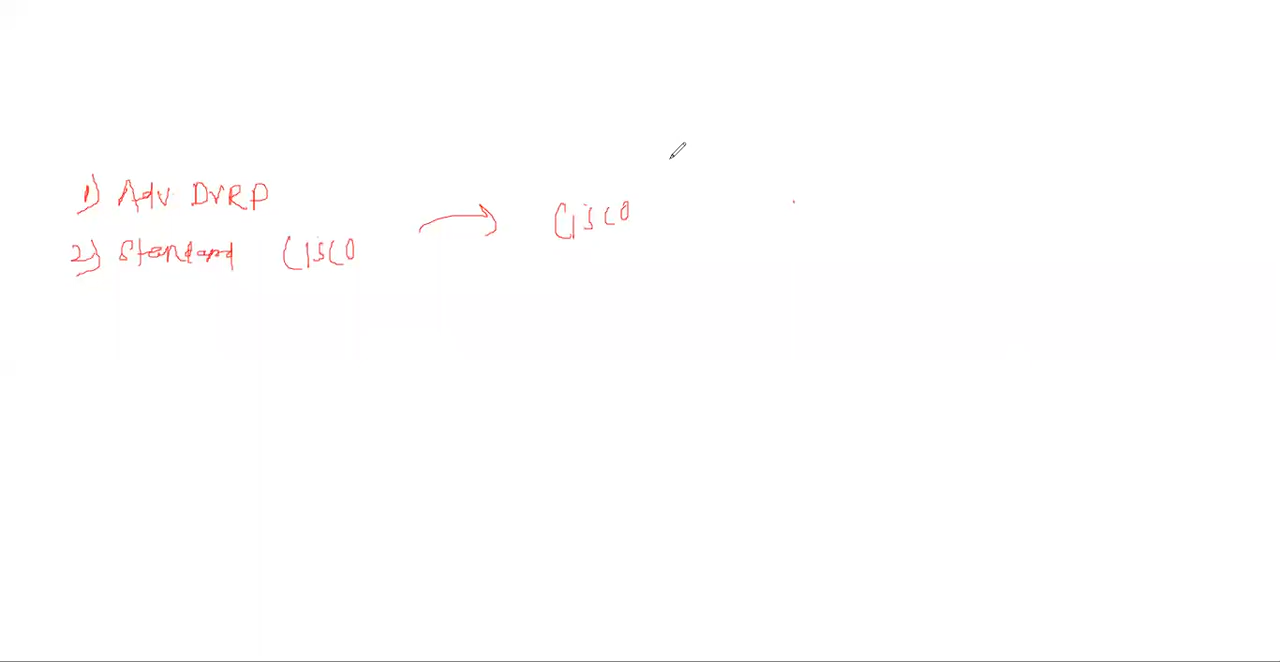 1) Adv DVRP
2) Standard CISCO → CISCO